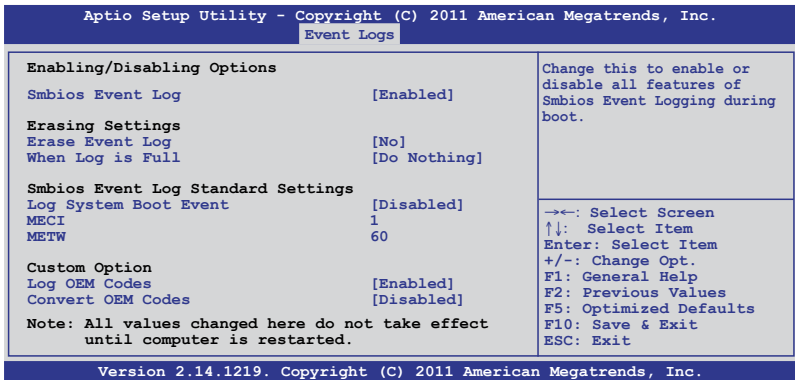 Aptio Setup Utility - Copyright (C) 2011 American Megatrends, Inc.
Event Logs
Enabling/Disabling Options
Smbios Event Log [Enabled]
Erasing Settings
Erase Event Log [No]
When Log is Full [Do Nothing]
Smbios Event Log Standard Settings
Log System Boot Event [Disabled]
MECI 1
METW 60
Custom Option
Log OEM Codes [Enabled]
Convert OEM Codes [Disabled]
Note: All values changed here do not take effect
until computer is restarted.
Change this to enable or
disable all features of
Smbios Event Logging during
boot.
→←: Select Screen
↑↓: Select Item
Enter: Select Item
+/-: Change Opt.
F1: General Help
F2: Previous Values
F5: Optimized Defaults
F10: Save & Exit
ESC: Exit
Version 2.14.1219. Copyright (C) 2011 American Megatrends, Inc.